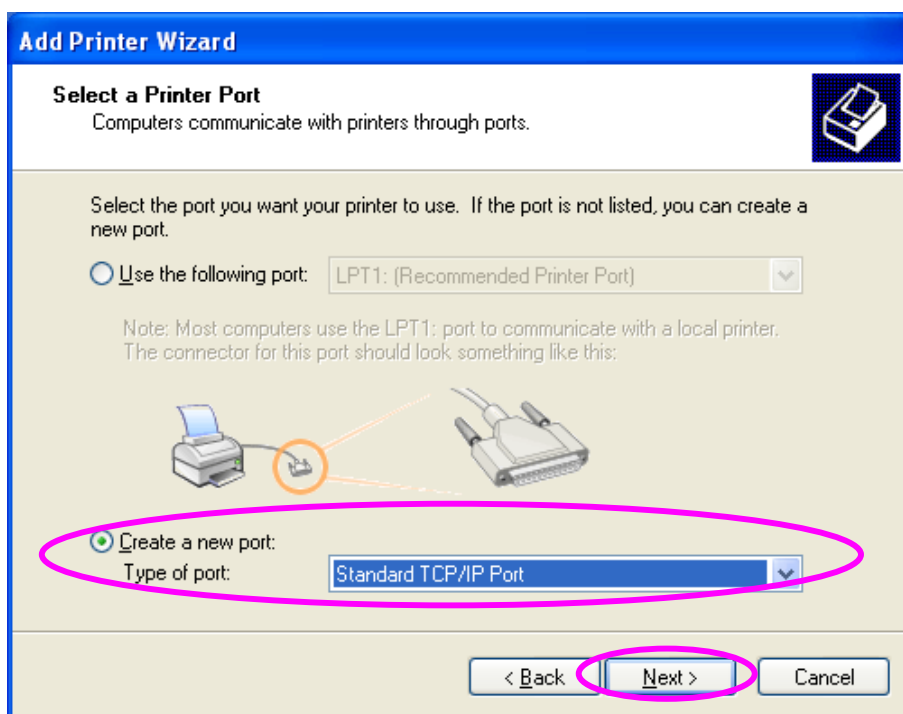 Add Printer Wizard
Select a Printer Port
Computers communicate with printers through ports.
Select the port you want your printer to use. If the port is not listed, you can create a
new port.
Use the following port:
LPT1: (Recommended Printer Port)
Note: Most computers use the LPT1: port to communicate with a local printer.
The connector for this port should look something like this:
Create a new port:
Type of port:
Standard TCP/IP Port
< Back
Next >
Cancel